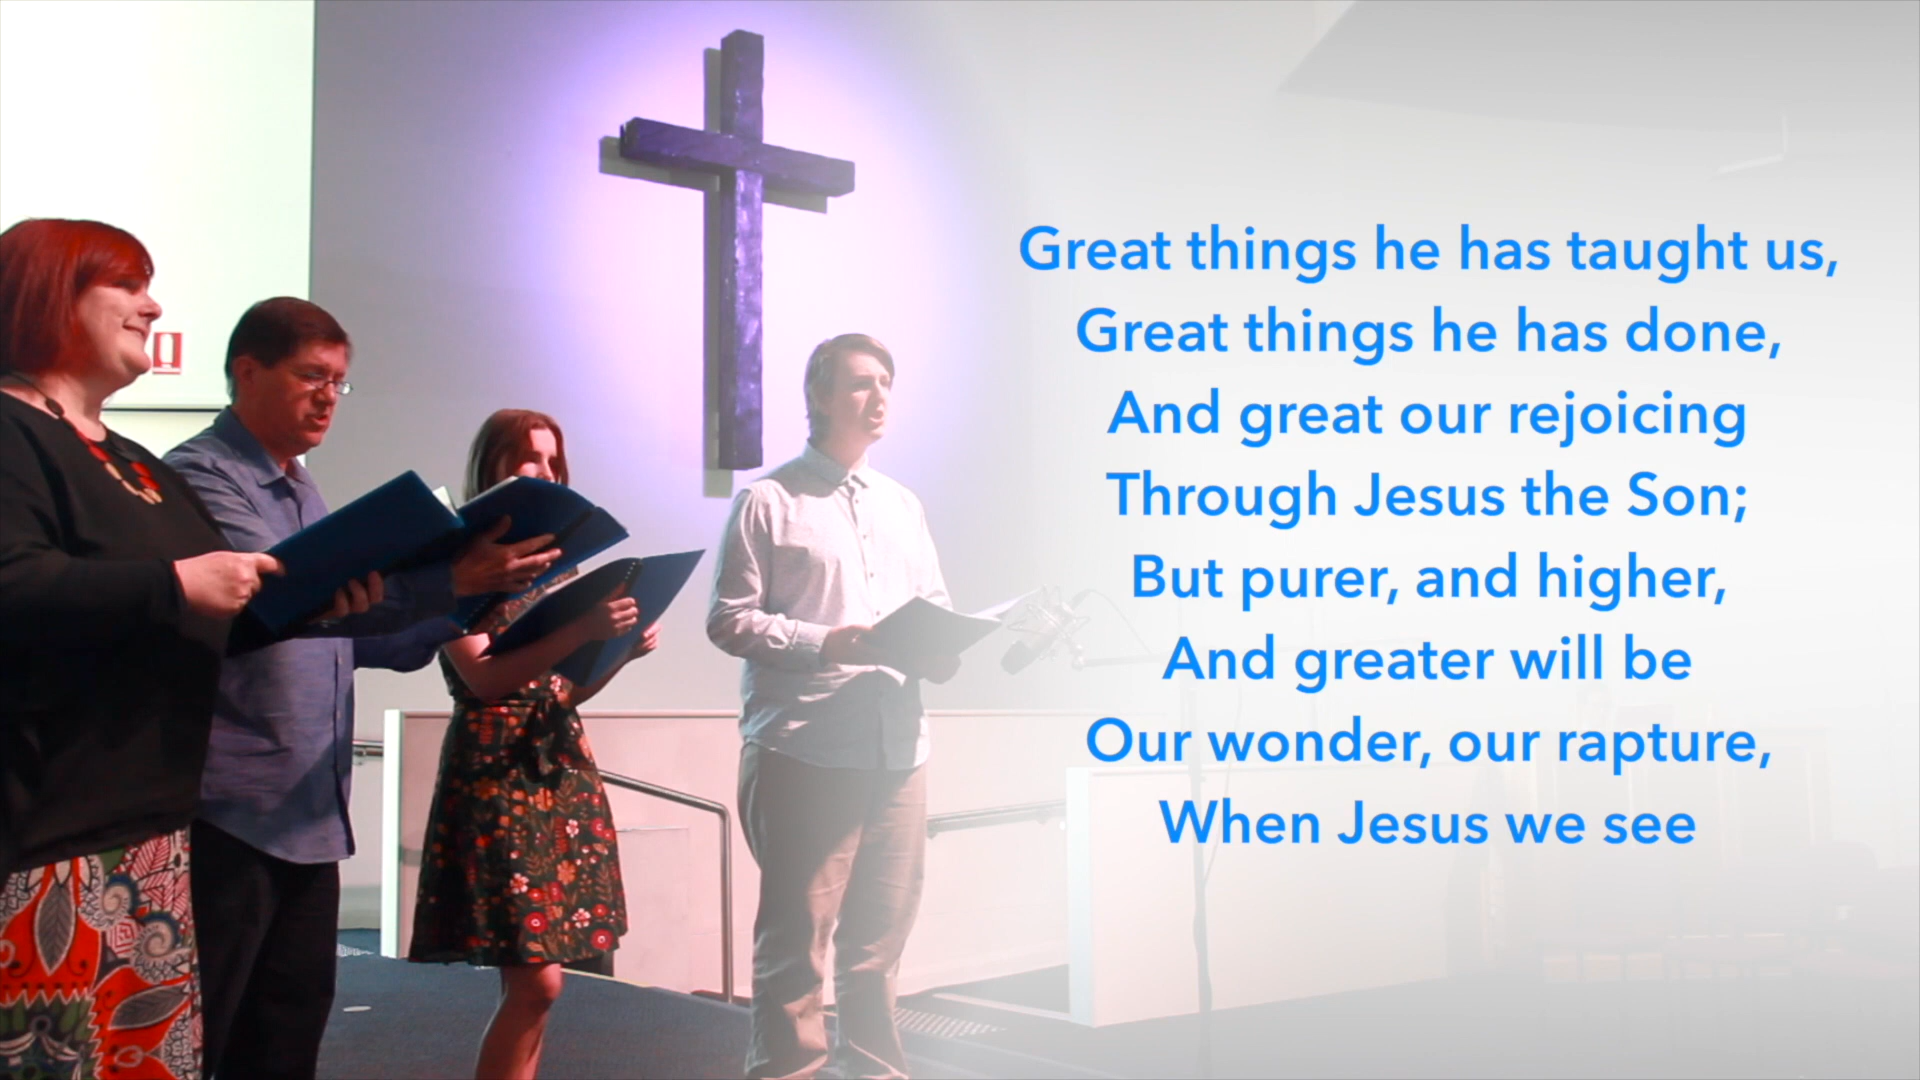 Great things he has taught us,
Great things he has done,
And great our rejoicing
Through Jesus the Son;
But purer, and higher,
And greater will be
Our wonder, our rapture,
When Jesus we see